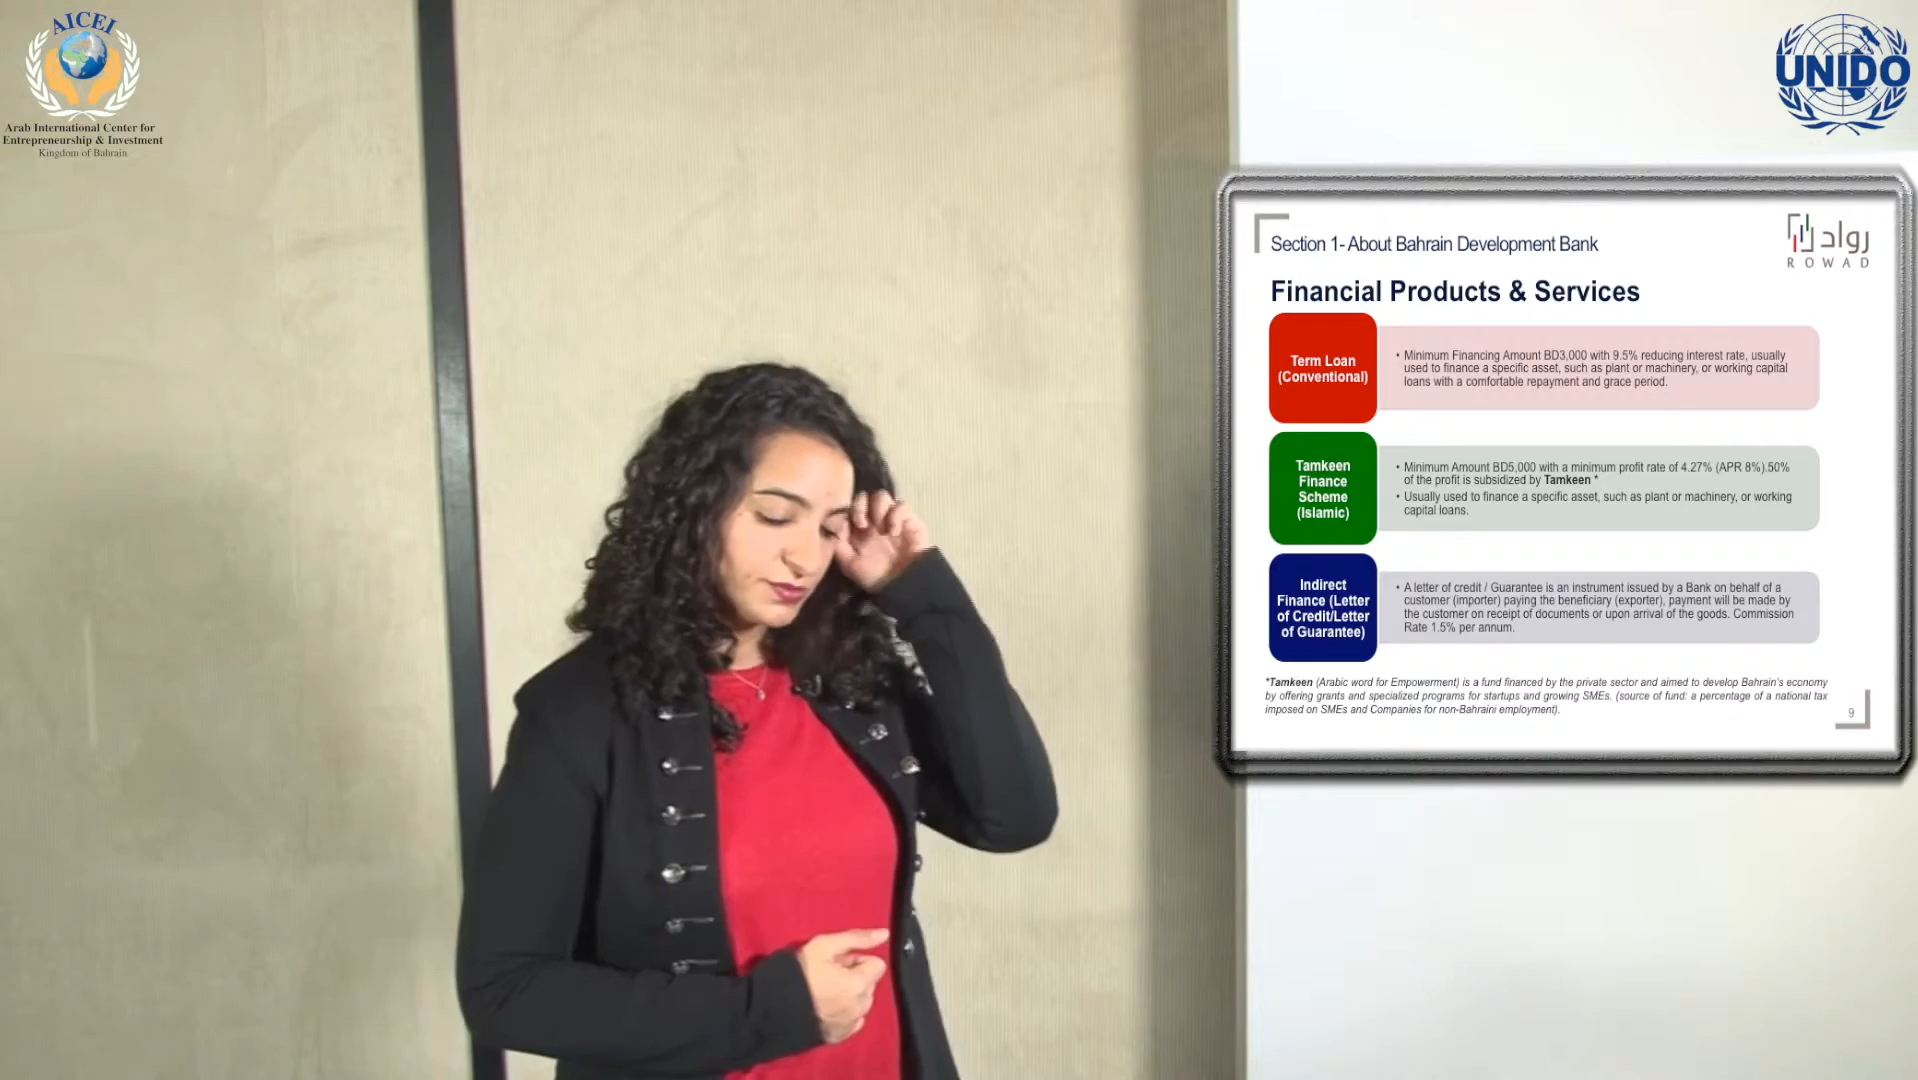 AICEI
Arab International Center for
Entrepreneurship & Investment
Kingdom of Bahrain
UNIDO
Section 1- About Bahrain Development Bank
رواد
ROWAD
Financial Products & Services
Term Loan
(Conventional)
• Minimum Financing Amount BD3,000 with 9.5% reducing interest rate, usually
used to finance a specific asset, such as plant or machinery, or working capital
loans with a comfortable repayment and grace period.
Tamkeen
Finance
Scheme
(Islamic)
• Minimum Amount BD5,000 with a minimum profit rate of 4.27% (APR 8%).50%
of the profit is subsidized by Tamkeen *
• Usually used to finance a specific asset, such as plant or machinery, or working
capital loans.
Indirect
Finance (Letter
of Credit/Letter
of Guarantee)
• A letter of credit / Guarantee is an instrument issued by a Bank on behalf of a
customer (importer) paying the beneficiary (exporter), payment will be made by
the customer on receipt of documents or upon arrival of the goods. Commission
Rate 1.5% per annum.
*Tamkeen (Arabic word for Empowerment) is a fund financed by the private sector and aimed to develop Bahrain's economy
by offering grants and specialized programs for startups and growing SMEs. (source of fund: a percentage of a national tax
imposed on SMEs and Companies for non-Bahraini employment).
9